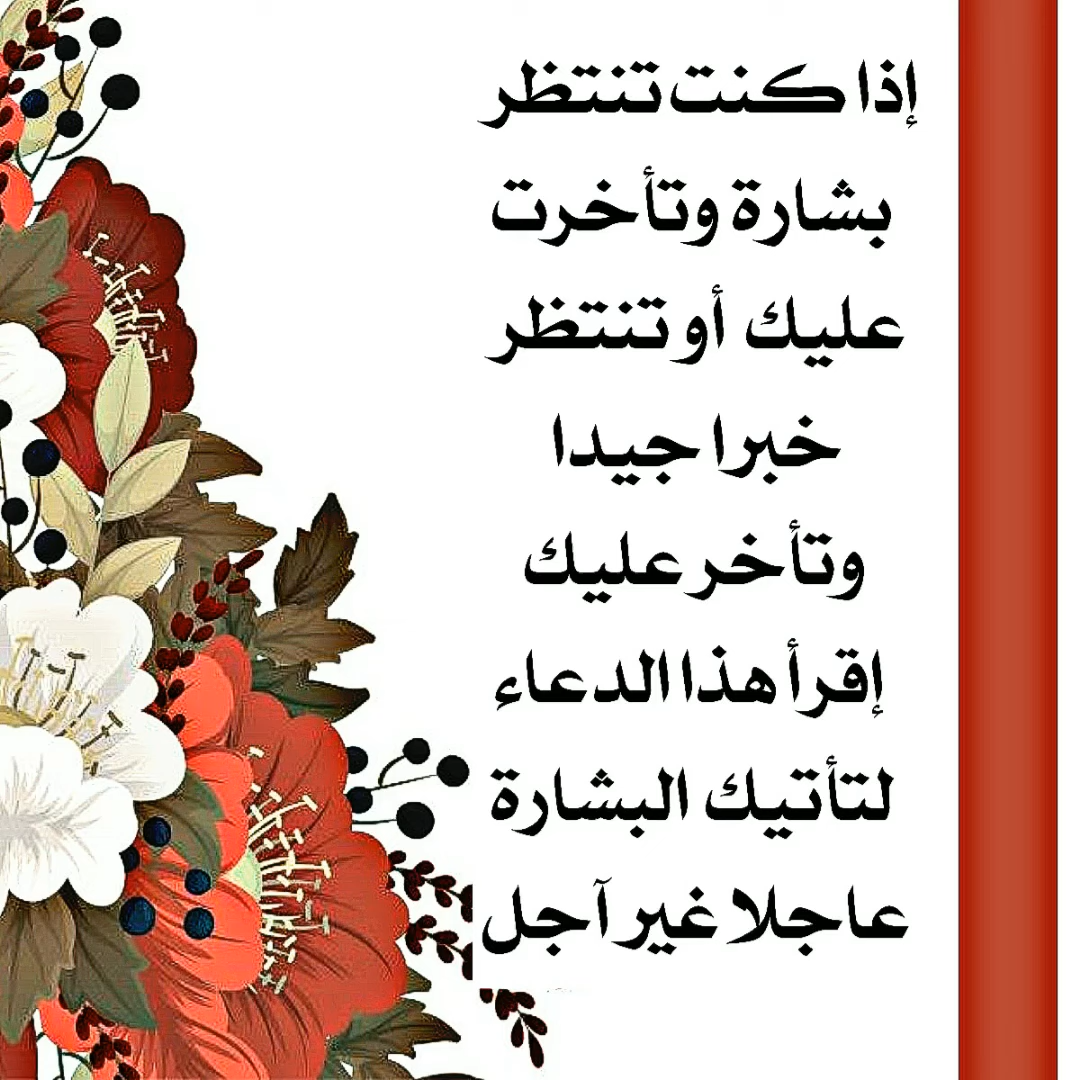 إذا كنت تنتظر
بشارة وتأخرت
عليك أو تنتظر
خبرا جيدا
وتأخر عليك
إقرأ هذا الدعاء
لتأتيك البشارة
عاجلا غير آجل